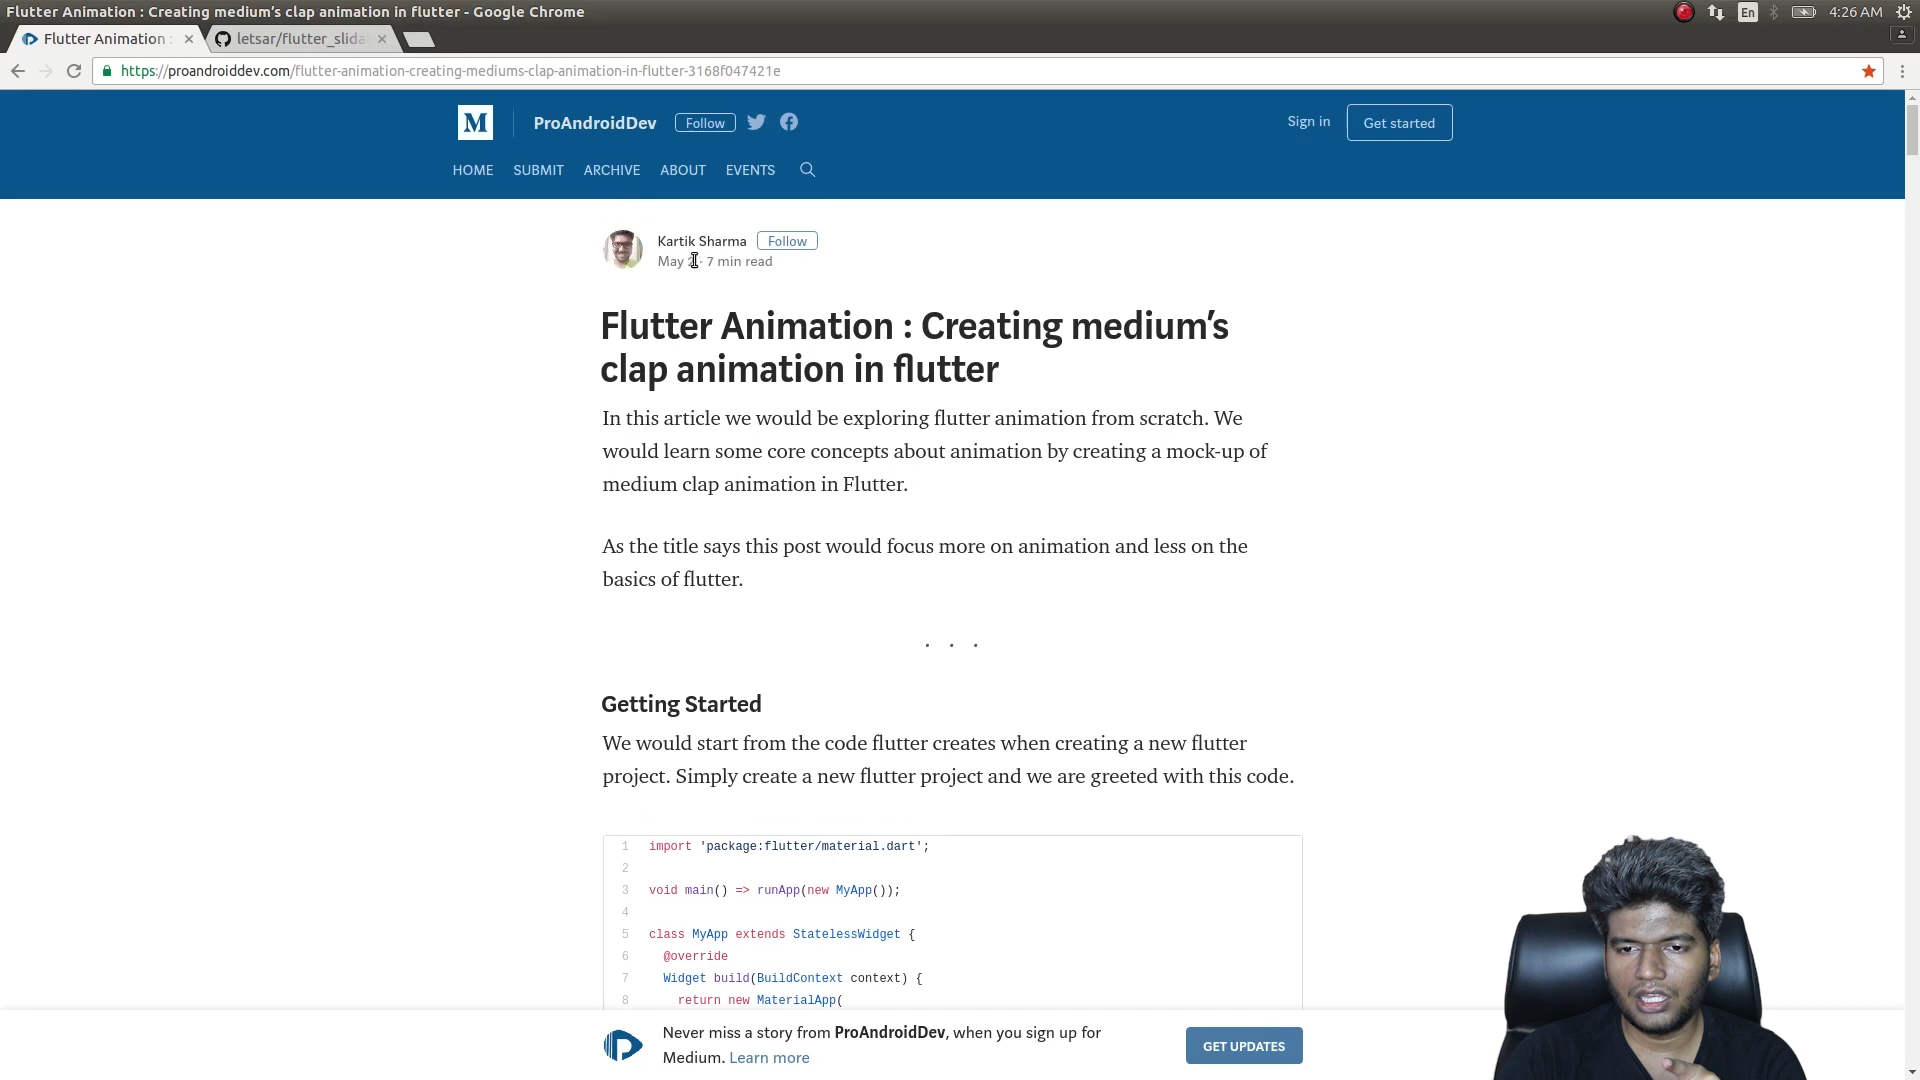 Flutter Animation : Creating medium's clap animation in flutter - Google Chrome
En
4:26 AM
Flutter Animation :
letsar/flutter_slida
https://proandroiddev.com/flutter-animation-creating-mediums-clap-animation-in-flutter-3168f047421e
M
ProAndroidDev
Follow
Sign in
Get started
HOME
SUBMIT
ARCHIVE
ABOUT
EVENTS
Kartik Sharma
Follow
May · 7 min read
Flutter Animation : Creating medium's
clap animation in flutter
In this article we would be exploring flutter animation from scratch. We
would learn some core concepts about animation by creating a mock-up of
medium clap animation in Flutter.
As the title says this post would focus more on animation and less on the
basics of flutter.
. . .
Getting Started
We would start from the code flutter creates when creating a new flutter
project. Simply create a new flutter project and we are greeted with this code.
1 import 'package:flutter/material.dart';
2
3 void main() => runApp(new MyApp());
4
5 class MyApp extends StatelessWidget {
6 @override
7 Widget build(BuildContext context) {
8 return new MaterialApp(
Never miss a story from ProAndroidDev, when you sign up for
Medium. Learn more
GET UPDATES